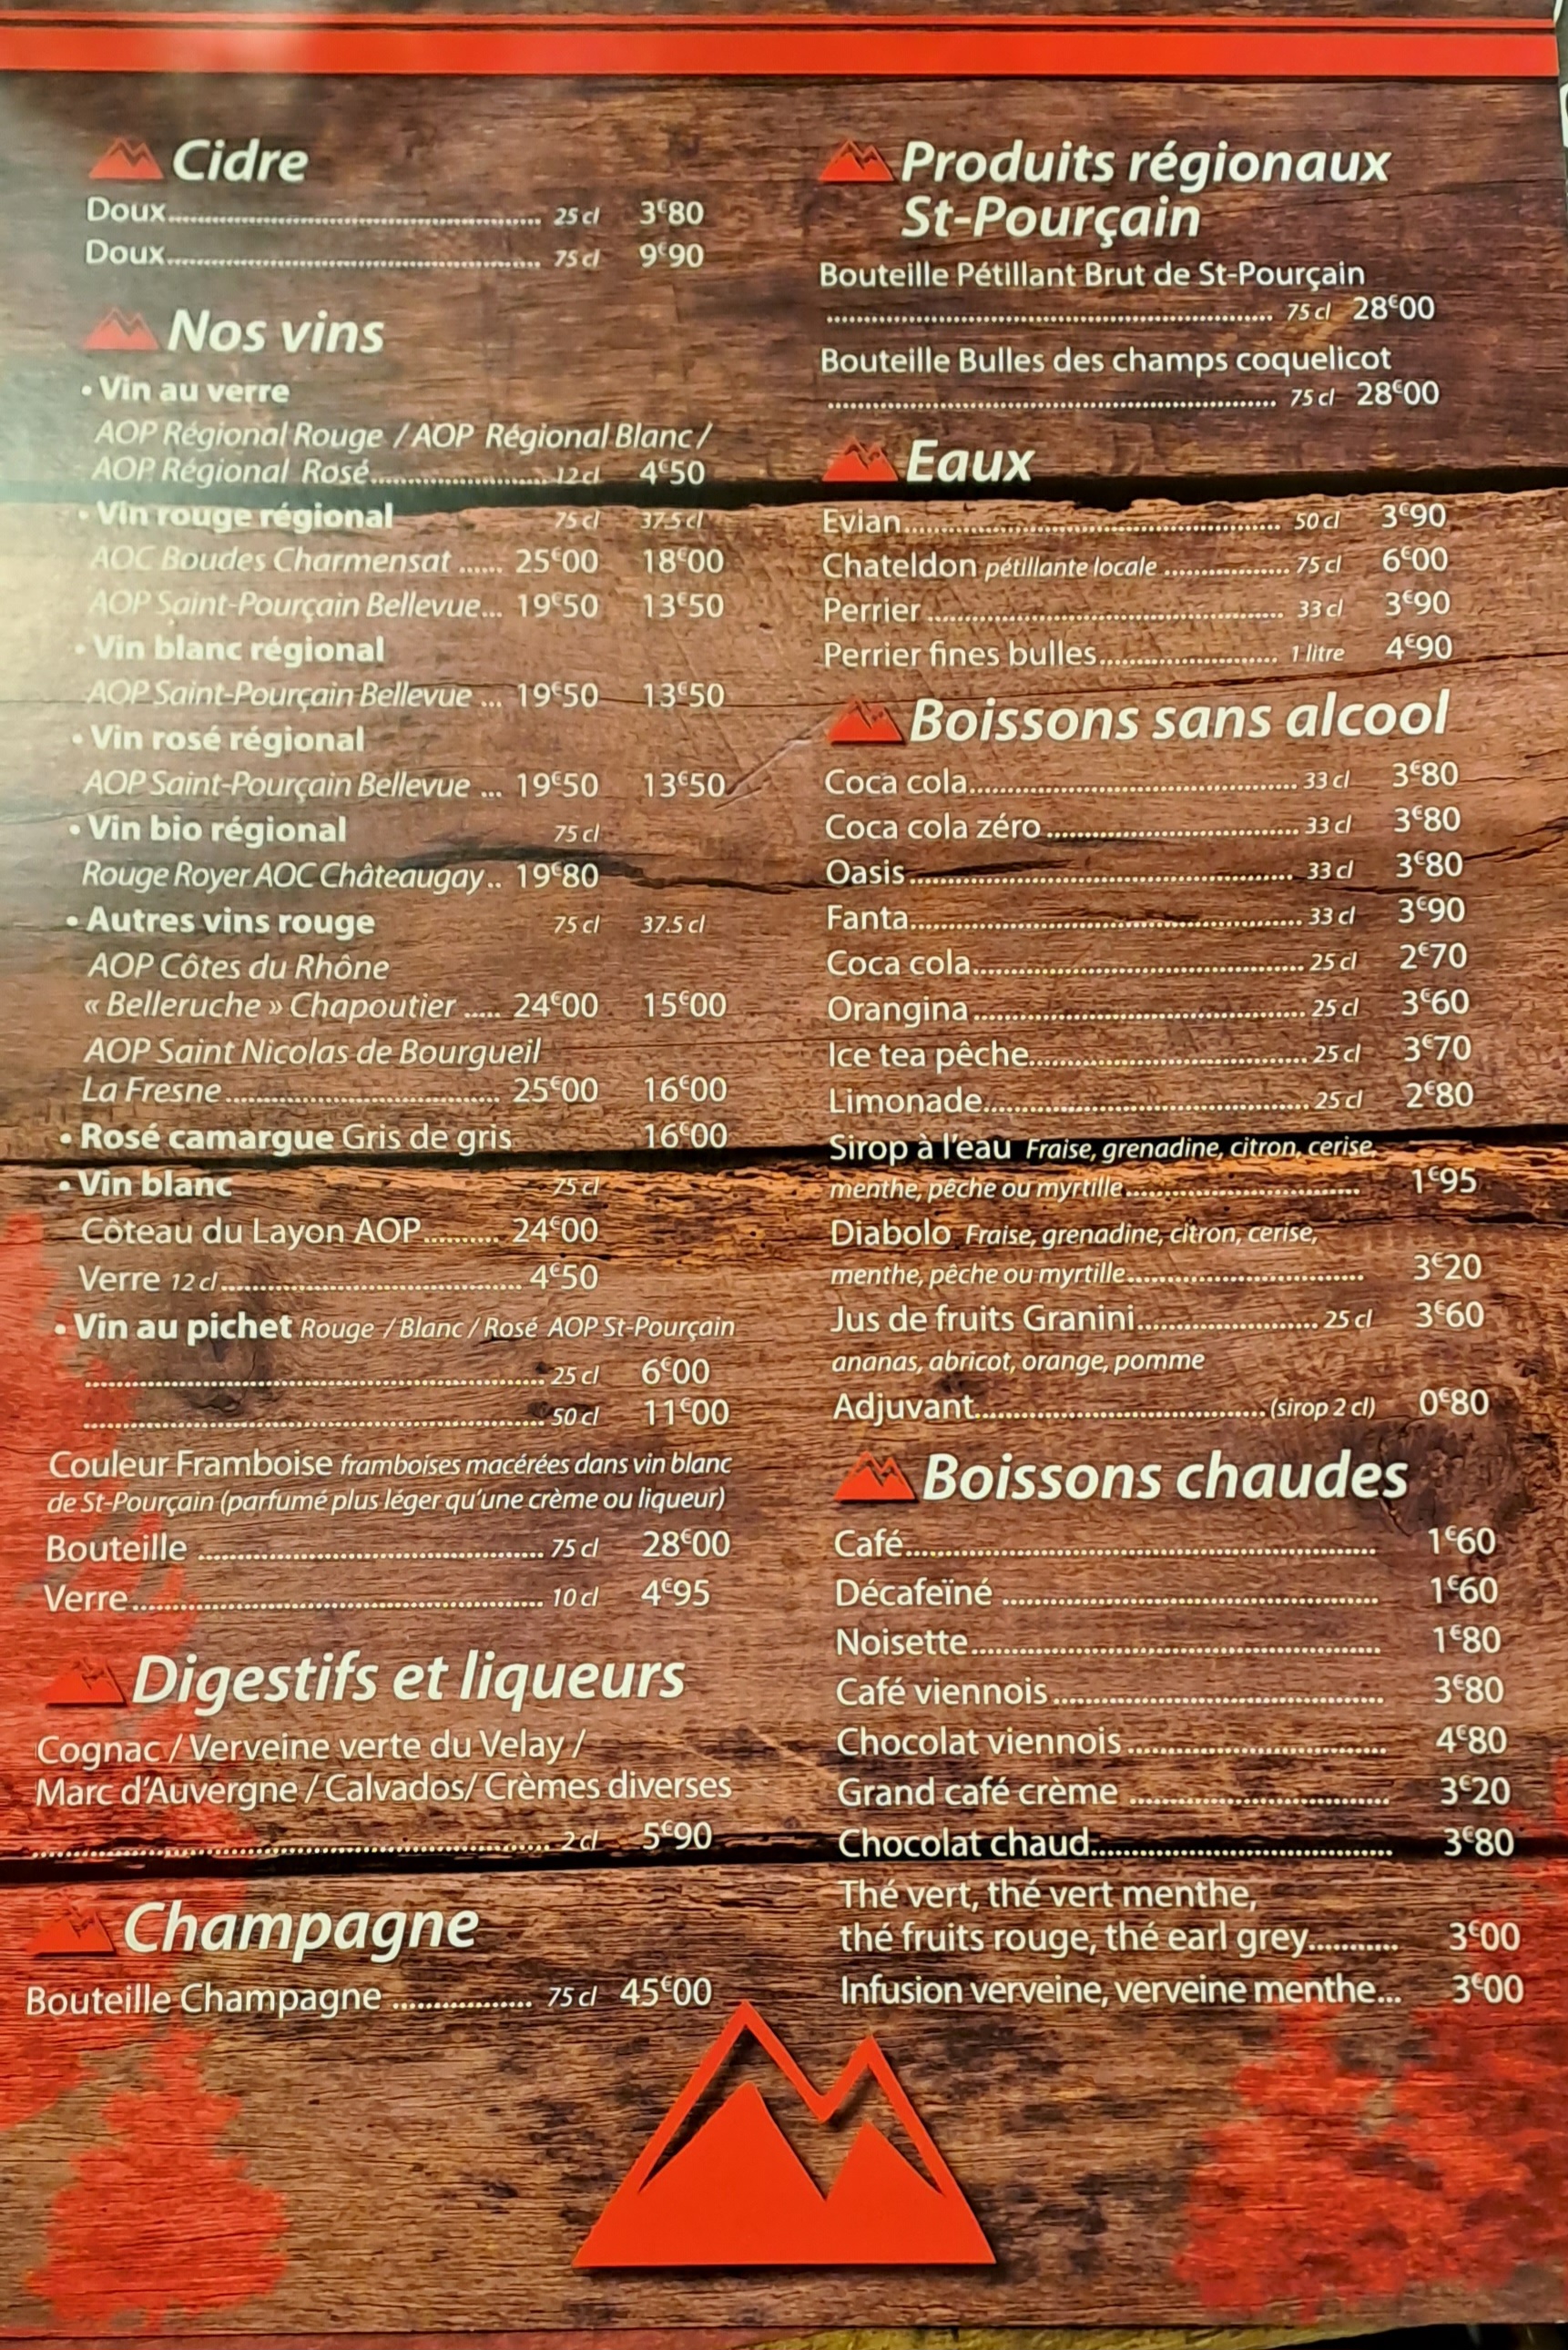 Cidre
Doux 25 cl 3€80
Doux 75 cl 9€90
Nos vins
• Vin au verre
AOP Régional Rouge / AOP Régional Blanc /
AOP Régional Rosé 12 cl 4€50
• Vin rouge régional 75 cl 37.5 cl
AOC Boudes Charmensat ...... 25€00 18€00
AOP Saint-Pourçain Bellevue... 19€50 13€50
• Vin blanc régional
AOP Saint-Pourçain Bellevue ... 19€50 13€50
• Vin rosé régional
AOP Saint-Pourçain Bellevue ... 19€50 13€50
• Vin bio régional 75 cl
Rouge Royer AOC Châteaugay.. 19€80
• Autres vins rouge 75 cl 37.5 cl
AOP Côtes du Rhône
« Belleruche » Chapoutier ..... 24€00 15€00
AOP Saint Nicolas de Bourgueil
La Fresne 25€00 16€00
• Rosé camargue Gris de gris 16€00
• Vin blanc 75 cl
Côteau du Layon AOP.......... 24€00
Verre 12 cl 4€50
• Vin au pichet Rouge / Blanc / Rosé AOP St-Pourçain
25 cl 6€00
50 cl 11€00
Couleur Framboise framboises macérées dans vin blanc
de St-Pourçain (parfumé plus léger qu'une crème ou liqueur)
Bouteille 75 cl 28€00
Verre 10 cl 4€95
Digestifs et liqueurs
Cognac / Verveine verte du Velay /
Marc d'Auvergne / Calvados/ Crèmes diverses
2 cl 5€90
Champagne
Bouteille Champagne 75 cl 45€00
Produits régionaux
St-Pourçain
Bouteille Pétillant Brut de St-Pourçain
75 cl 28€00
Bouteille Bulles des champs coquelicot
75 cl 28€00
Eaux
Evian 50 cl 3€90
Chateldon pétillante locale 75 cl 6€00
Perrier 33 cl 3€90
Perrier fines bulles 1 litre 4€90
Boissons sans alcool
Coca cola 33 cl 3€80
Coca cola zéro 33 cl 3€80
Oasis 33 cl 3€80
Fanta 33 cl 3€90
Coca cola 25 cl 2€70
Orangina 25 cl 3€60
Ice tea pêche 25 cl 3€70
Limonade 25 cl 2€80
Sirop à l'eau Fraise, grenadine, citron, cerise,
menthe, pêche ou myrtille 1€95
Diabolo Fraise, grenadine, citron, cerise,
menthe, pêche ou myrtille 3€20
Jus de fruits Granini 25 cl 3€60
ananas, abricot, orange, pomme
Adjuvant (sirop 2 cl) 0€80
Boissons chaudes
Café 1€60
Décafeïné 1€60
Noisette 1€80
Café viennois 3€80
Chocolat viennois 4€80
Grand café crème 3€20
Chocolat chaud 3€80
Thé vert, thé vert menthe,
thé fruits rouge, thé earl grey 3€00
Infusion verveine, verveine menthe... 3€00